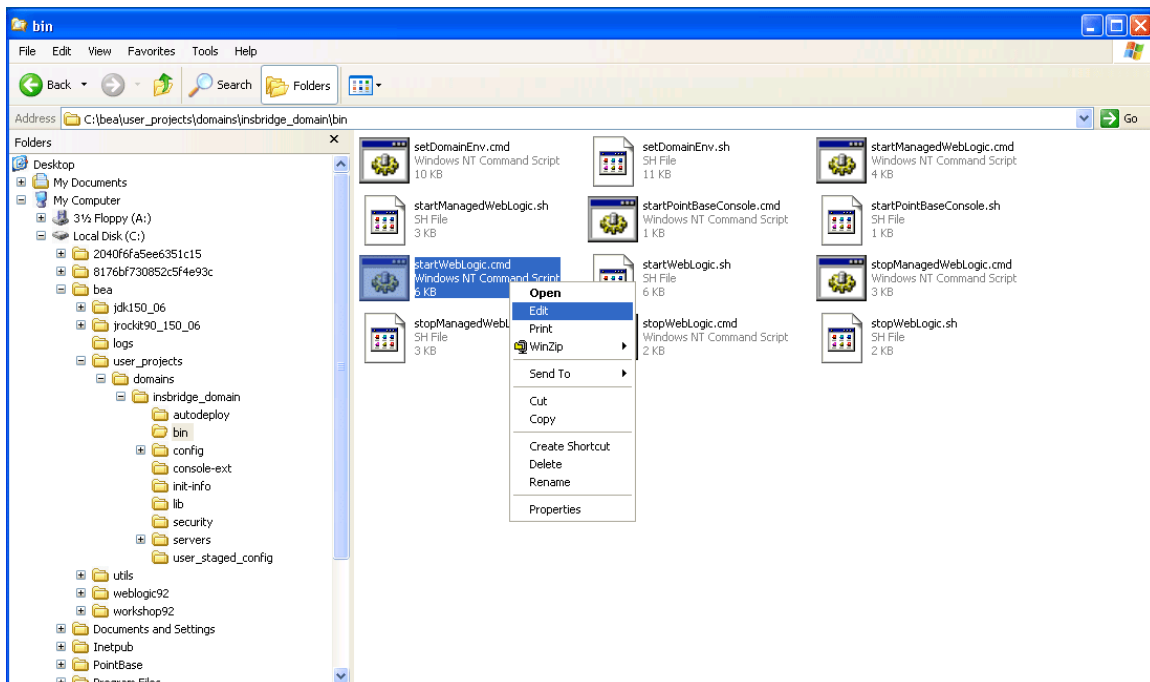 bin
File Edit View Favorites Tools Help
Back Search Folders
Address C:\bea\user_projects\domains\insbridge_domain\bin Go
Folders
Desktop
My Documents
My Computer
3½ Floppy (A:)
Local Disk (C:)
2040f6fa5ee6351c15
8176bf730852c5f4e93c
bea
jdk150_06
jrockit90_150_06
logs
user_projects
domains
insbridge_domain
autodeploy
bin
config
console-ext
init-info
lib
security
servers
user_staged_config
utils
weblogic92
workshop92
Documents and Settings
Inetpub
PointBase
Program Files
setDomainEnv.cmd
Windows NT Command Script
10 KB
setDomainEnv.sh
SH File
11 KB
startManagedWebLogic.cmd
Windows NT Command Script
4 KB
startManagedWebLogic.sh
SH File
3 KB
startPointBaseConsole.cmd
Windows NT Command Script
1 KB
startPointBaseConsole.sh
SH File
1 KB
startWebLogic.cmd
Windows NT Command Script
6 KB
startWebLogic.sh
SH File
6 KB
stopManagedWebLogic.cmd
Windows NT Command Script
3 KB
stopManagedWebL
SH File
3 KB
stopWebLogic.cmd
Windows NT Command Script
2 KB
stopWebLogic.sh
SH File
2 KB
Open
Edit
Print
WinZip
Send To
Cut
Copy
Create Shortcut
Delete
Rename
Properties